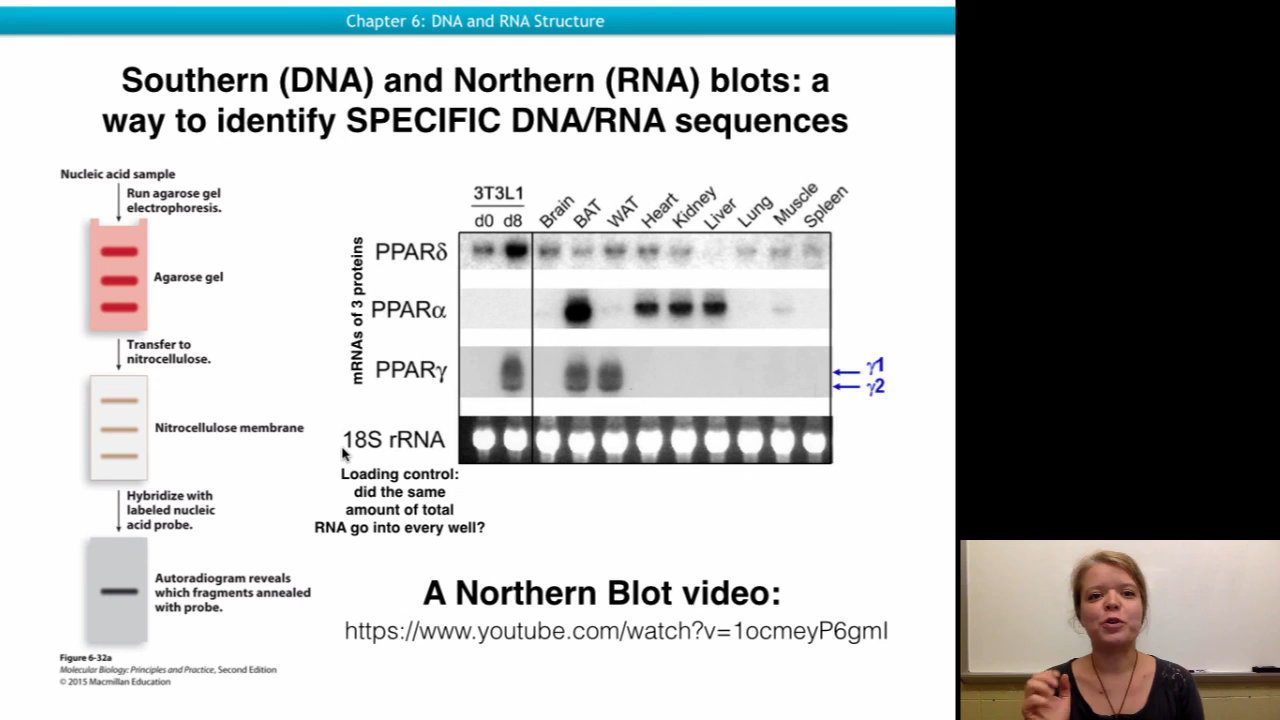 Chapter 6: DNA and RNA Structure
Southern (DNA) and Northern (RNA) blots: a
way to identify SPECIFIC DNA/RNA sequences
Nucleic acid sample
Run agarose gel
electrophoresis.
Agarose gel
Transfer to
nitrocellulose.
Nitrocellulose membrane
Hybridize with
labeled nucleic
acid probe.
Autoradiogram reveals
which fragments annealed
with probe.
Figure 6-32a
Molecular Biology: Principles and Practice, Second Edition
© 2015 Macmillan Education
3T3L1
d0 d8 Brain BAT WAT Heart Kidney Liver Lung Muscle Spleen
mRNAs of 3 proteins
PPARδ
PPARα
PPARγ
γ1
γ2
18S rRNA
Loading control:
did the same
amount of total
RNA go into every well?
A Northern Blot video:
https://www.youtube.com/watch?v=1ocmeyP6gmI